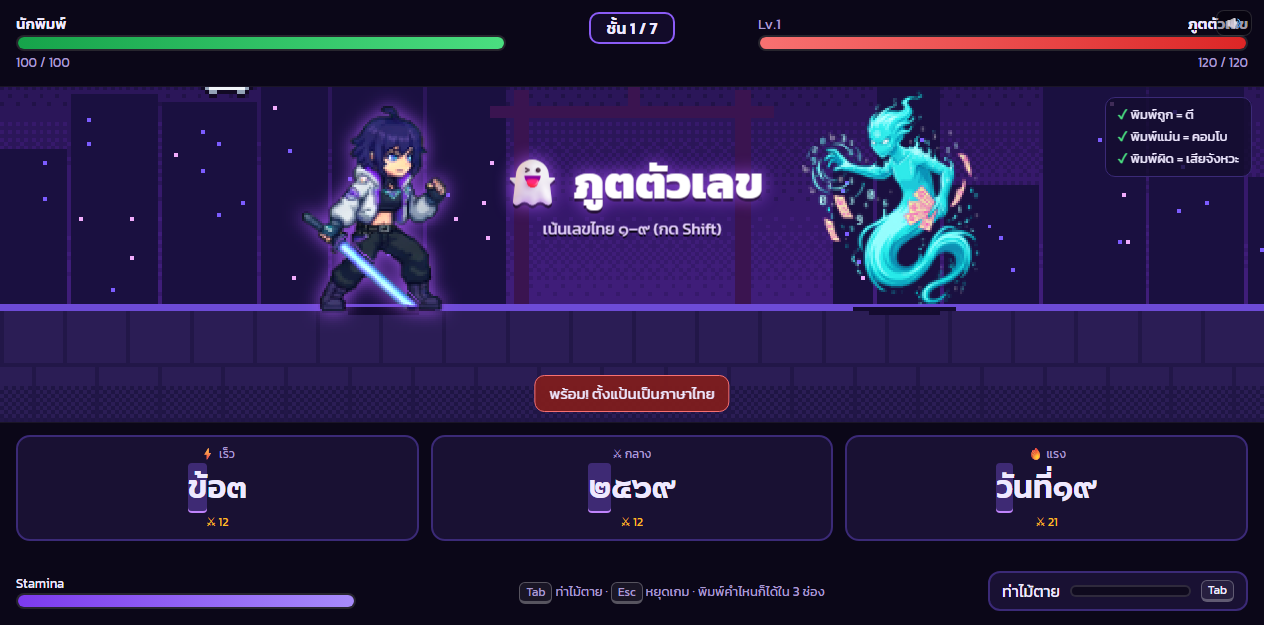 นักพิมพ์
100 / 100
ชั้น 1 / 7
Lv.1
120 / 120
✓ พิมพ์ถูก = ตี
✓ พิมพ์แม่น = คอมโบ
✓ พิมพ์ผิด = เสียจังหวะ
👻 ภูตตัวเลข
เน้นเลขไทย ๑–๙ (กด Shift)
พร้อม! ตั้งแป้นเป็นภาษาไทย
⚡ เร็ว
ข้อ๓
⚔ 12
⚔ กลาง
๒๕๖๙
⚔ 12
🔥 แรง
วันที่๑๙
⚔ 21
Stamina
Tab ท่าไม้ตาย · Esc หยุดเกม · พิมพ์คำไหนก็ได้ใน 3 ช่อง
ท่าไม้ตาย Tab